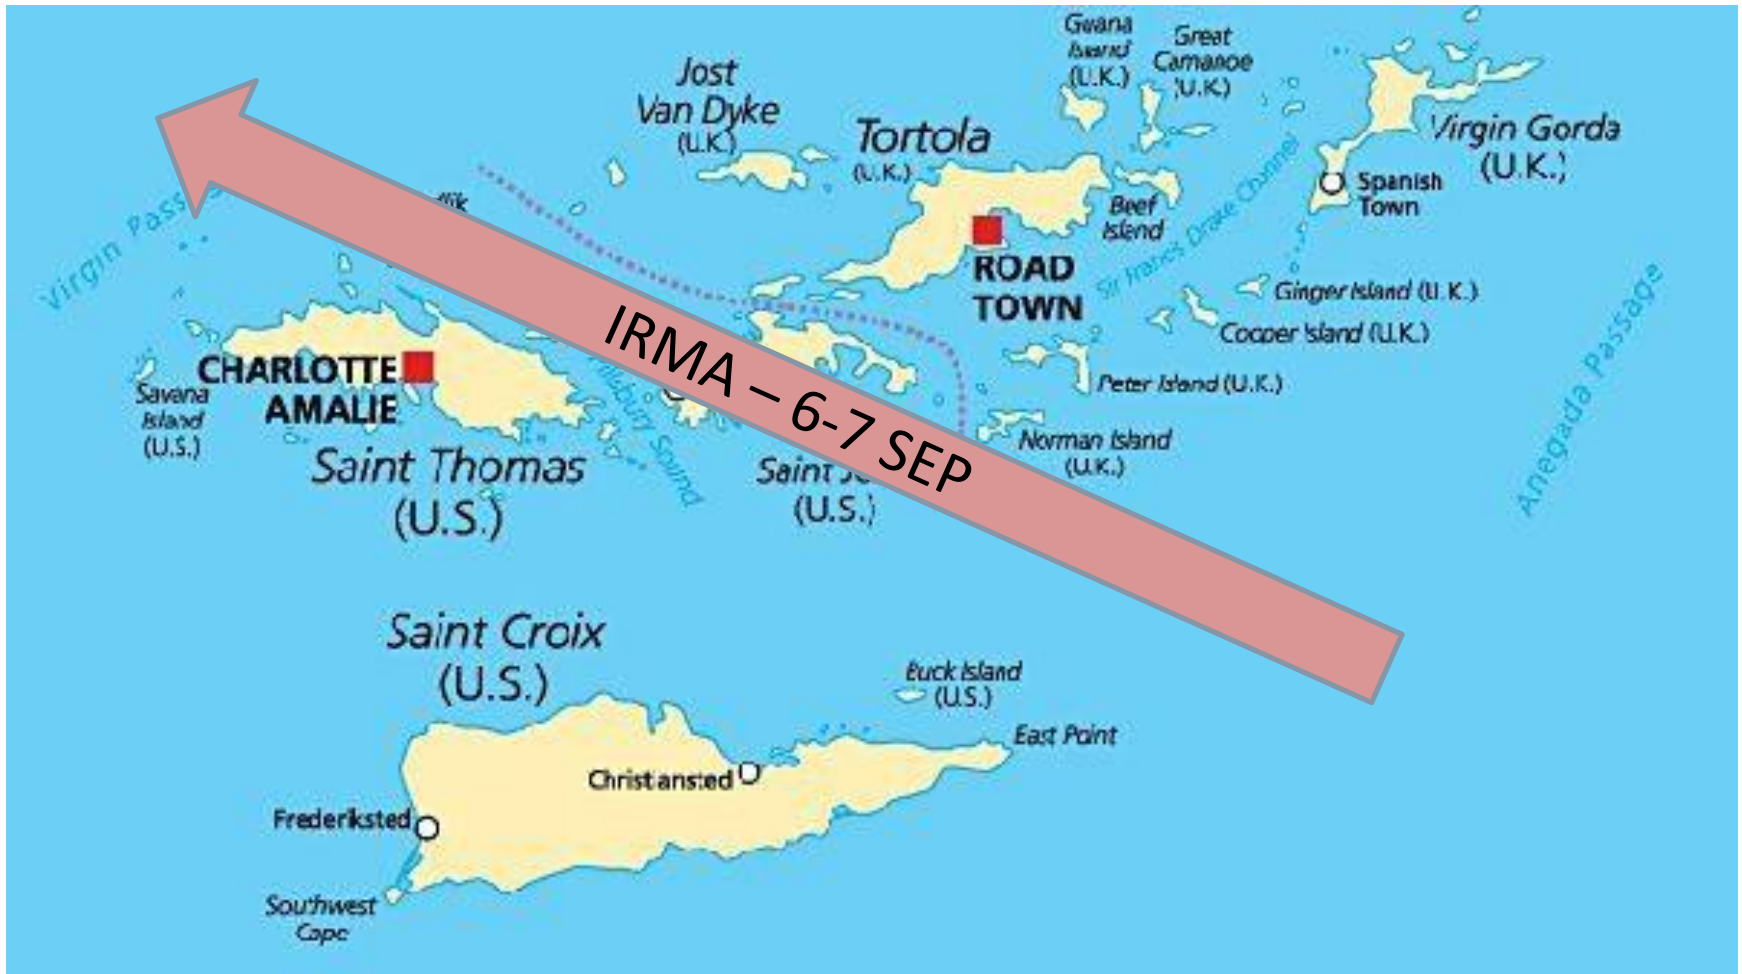 Jost
Van Dyke
(U.K.)
Tortola
(U.K.)
Guana
Island
(U.K.)
Great
Camanoe
(U.K.)
Virgin Gorda
(U.K.)
Spanish
Town
Beef
Island
ROAD
TOWN
Sir Francis Drake Channel
Ginger Island (U.K.)
Cooper Island (U.K.)
Peter Island (U.K.)
Norman Island
(U.K.)
Anegada Passage
Virgin
CHARLOTTE
AMALIE
Savana
Island
(U.S.)
Saint Thomas
(U.S.)
Sound
IRMA – 6-7 SEP
Saint
(U.S.)
Saint Croix
(U.S.)
Buck Island
(U.S.)
East Point
Christiansted
Frederiksted
Southwest
Cape